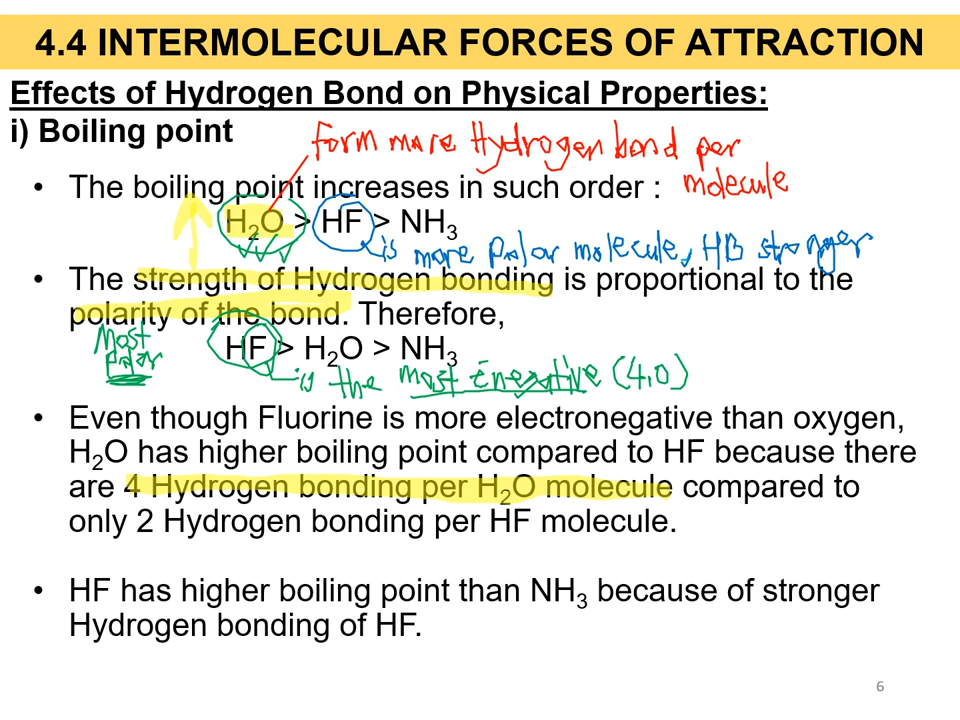 4.4 INTERMOLECULAR FORCES OF ATTRACTION
Effects of Hydrogen Bond on Physical Properties:
i) Boiling point
Form more Hydrogen bond per
molecule
• The boiling point increases in such order :
H₂O > HF > NH₃
is more polar molecule, HB stronger
• The strength of Hydrogen bonding is proportional to the
polarity of the bond. Therefore,
Most
polar
HF > H₂O > NH₃
is the most (4.0)
• Even though Fluorine is more electronegative than oxygen,
H₂O has higher boiling point compared to HF because there
are 4 Hydrogen bonding per H₂O molecule compared to
only 2 Hydrogen bonding per HF molecule.
• HF has higher boiling point than NH₃ because of stronger
Hydrogen bonding of HF.
6